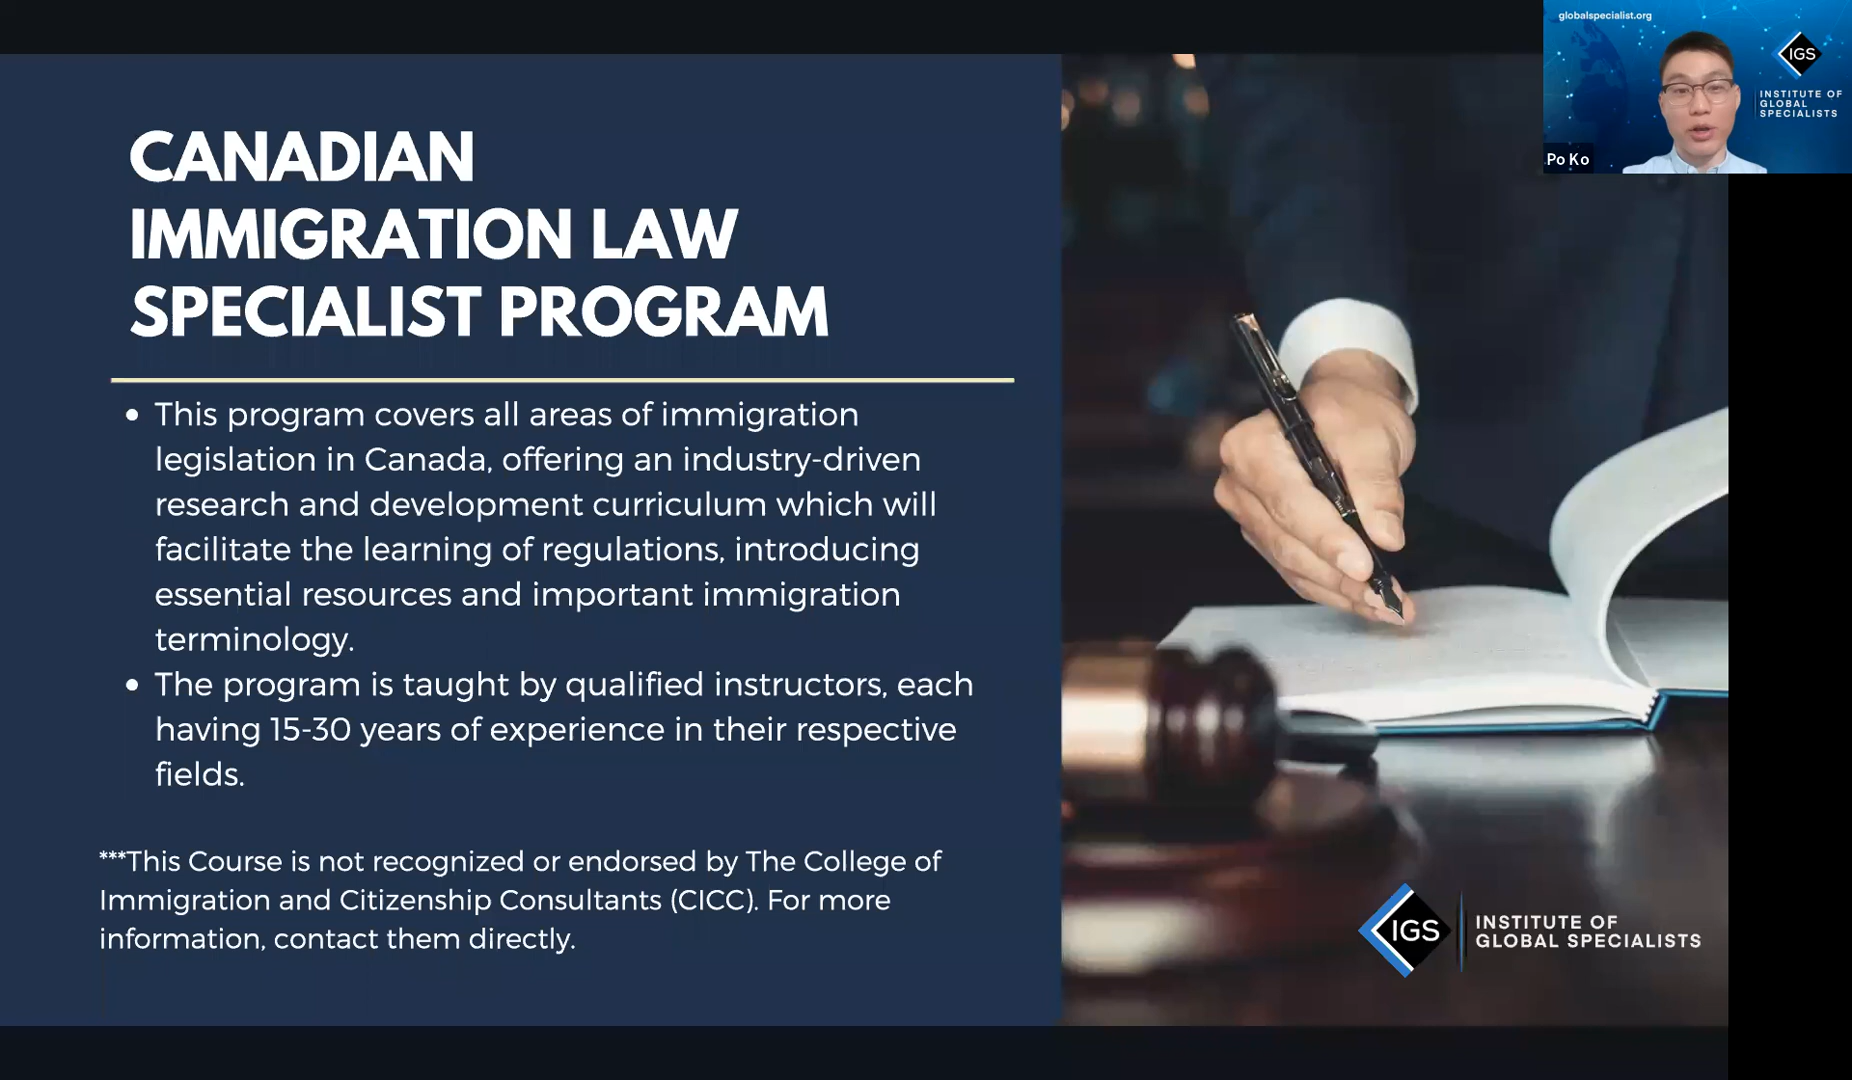 globalspecialist.org
IGS
INSTITUTE OF
GLOBAL
SPECIALISTS
Po Ko
CANADIAN
IMMIGRATION LAW
SPECIALIST PROGRAM
• This program covers all areas of immigration
legislation in Canada, offering an industry-driven
research and development curriculum which will
facilitate the learning of regulations, introducing
essential resources and important immigration
terminology.
• The program is taught by qualified instructors, each
having 15-30 years of experience in their respective
fields.
***This Course is not recognized or endorsed by The College of
Immigration and Citizenship Consultants (CICC). For more
information, contact them directly.
IGS
INSTITUTE OF
GLOBAL SPECIALISTS